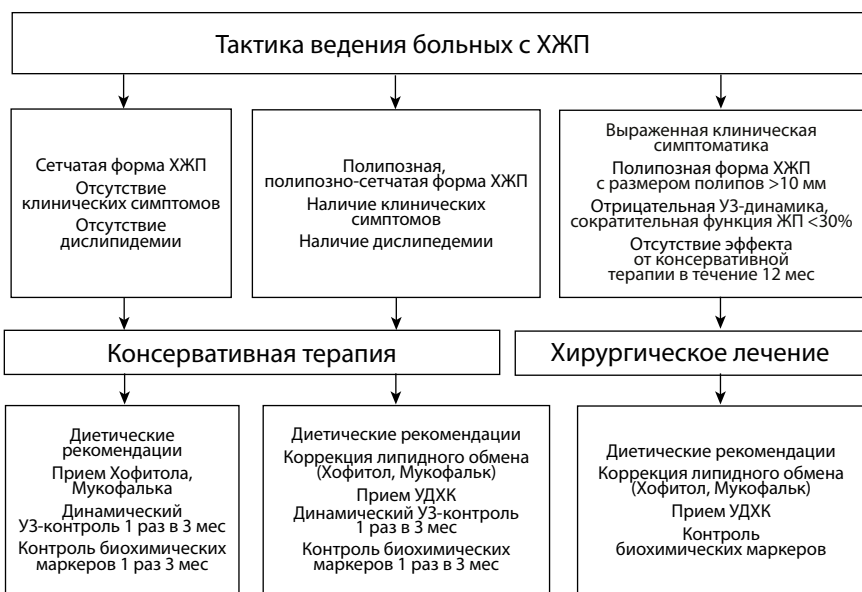 Тактика ведения больных с ХЖП
Сетчатая форма ХЖП
Отсутствие
клинических симптомов
Отсутствие
дислипидемии
Полипозная,
полипозно-сетчатая форма ХЖП
Наличие клинических
симптомов
Наличие дислипедемии
Выраженная клиническая
симптоматика
Полипозная форма ХЖП
с размером полипов >10 мм
Отрицательная УЗ-динамика,
сократительная функция ЖП <30%
Отсутствие эффекта
от консервативной
терапии в течение 12 мес
Консервативная терапия
Хирургическое лечение
Диетические
рекомендации
Прием Хофитола,
Мукофалька
Динамический
УЗ-контроль 1 раз в 3 мес
Контроль биохимических
маркеров 1 раз 3 мес
Диетические рекомендации
Коррекция липидного обмена
(Хофитол, Мукофальк)
Прием УДХК
Динамический УЗ-контроль
1 раз в 3 мес
Контроль биохимических
маркеров 1 раз в 3 мес
Диетические рекомендации
Коррекция липидного обмена
(Хофитол, Мукофальк)
Прием УДХК
Контроль
биохимических маркеров